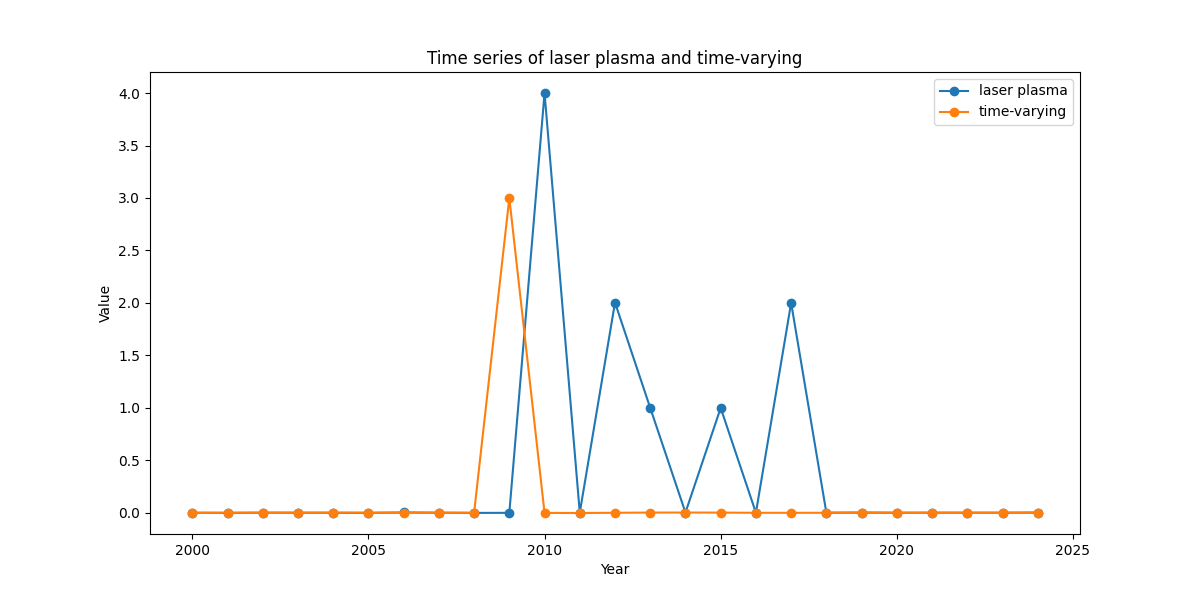 Time series of laser plasma and time-varying
laser plasma
time-varying
4.0
3.5
3.0
2.5
2.0
1.5
1.0
0.5
0.0
Value
2000 2005 2010 2015 2020 2025
Year